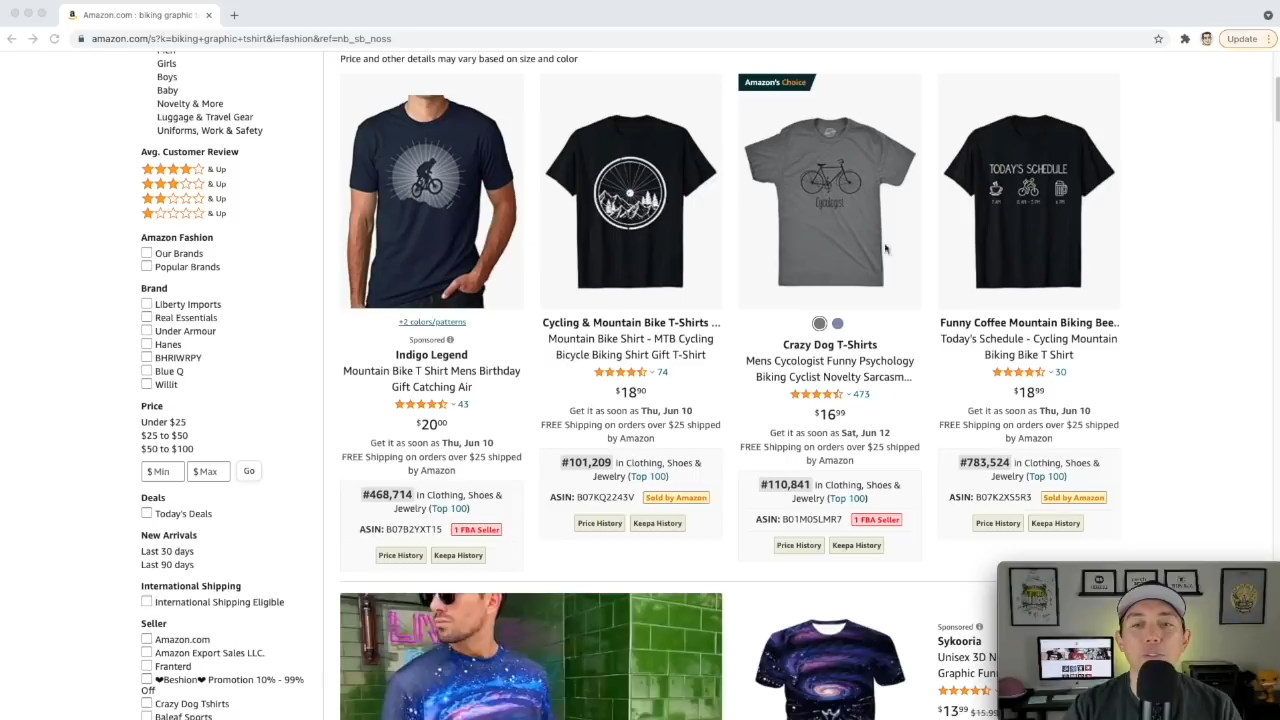 Amazon.com : biking graphic t
amazon.com/s?k=biking+graphic+tshirt&i=fashion&ref=nb_sb_noss
Update
Girls
Boys
Baby
Novelty & More
Luggage & Travel Gear
Uniforms, Work & Safety
Avg. Customer Review
& Up
& Up
& Up
& Up
Amazon Fashion
Our Brands
Popular Brands
Brand
Liberty Imports
Real Essentials
Under Armour
Hanes
BHRIWRPY
Blue Q
Willit
Price
Under $25
$25 to $50
$50 to $100
$ Min
$ Max
Go
Deals
Today's Deals
New Arrivals
Last 30 days
Last 90 days
International Shipping
International Shipping Eligible
Seller
Amazon.com
Amazon Export Sales LLC.
Franterd
❤Beshion❤ Promotion 10% - 99%
Off
Crazy Dog Tshirts
Baleaf Sports
Price and other details may vary based on size and color
+2 colors/patterns
Sponsored
Indigo Legend
Mountain Bike T Shirt Mens Birthday
Gift Catching Air
43
$20 00
Get it as soon as Thu, Jun 10
FREE Shipping on orders over $25 shipped
by Amazon
#468,714 in Clothing, Shoes &
Jewelry (Top 100)
ASIN: B07B2YXT15 1 FBA Seller
Price History Keepa History
Cycling & Mountain Bike T-Shirts ...
Mountain Bike Shirt - MTB Cycling
Bicycle Biking Shirt Gift T-Shirt
74
$18 90
Get it as soon as Thu, Jun 10
FREE Shipping on orders over $25 shipped
by Amazon
#101,209 in Clothing, Shoes &
Jewelry (Top 100)
ASIN: B07KQ2243V Sold by Amazon
Price History Keepa History
Amazon's Choice
Cycologist
Crazy Dog T-Shirts
Mens Cycologist Funny Psychology
Biking Cyclist Novelty Sarcasm...
473
$16 99
Get it as soon as Sat, Jun 12
FREE Shipping on orders over $25 shipped
by Amazon
#110,841 in Clothing, Shoes &
Jewelry (Top 100)
ASIN: B01M0SLMR7 1 FBA Seller
Price History Keepa History
TODAY'S SCHEDULE
Funny Coffee Mountain Biking Bee..
Today's Schedule - Cycling Mountain
Biking Bike T Shirt
30
$18 99
Get it as soon as Thu, Jun 10
FREE Shipping on orders over $25 shipped
by Amazon
#783,524 in Clothing, Shoes &
Jewelry (Top 100)
ASIN: B07K2XS5R3 Sold by Amazon
Price History Keepa History
Sponsored
Sykooria
Unisex 3D N
Graphic Fun
$13 99 $15.99